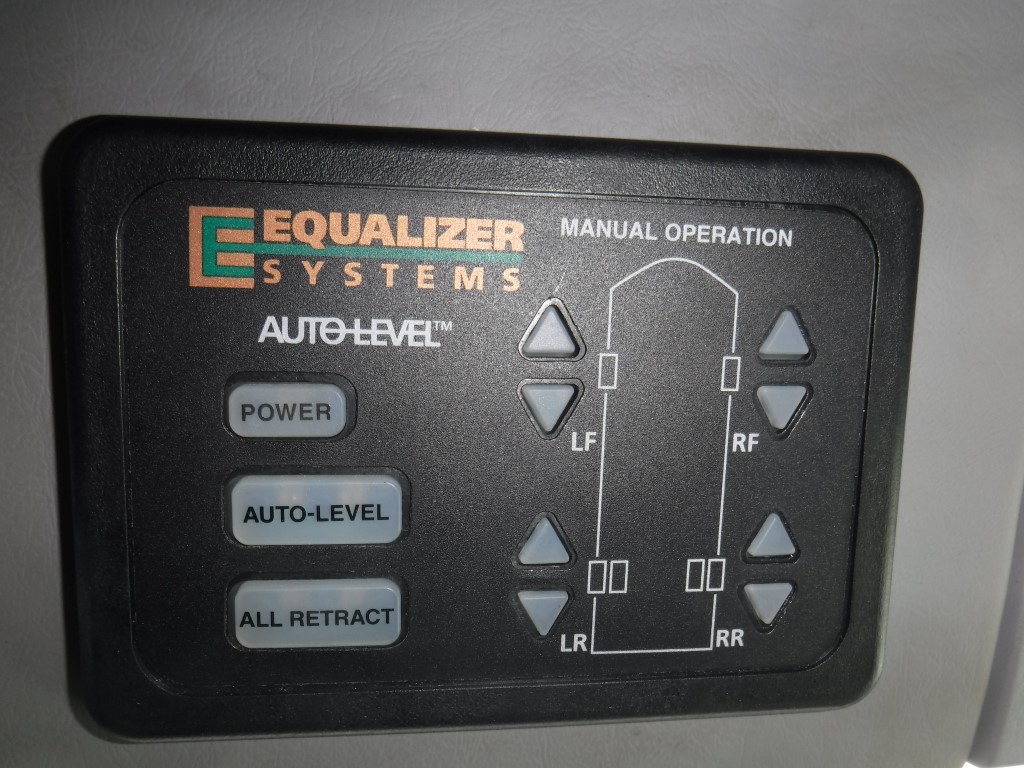 EQUALIZER
SYSTEMS
AUTO-LEVEL™
POWER
AUTO-LEVEL
ALL RETRACT
MANUAL OPERATION
LF
RF
LR
RR